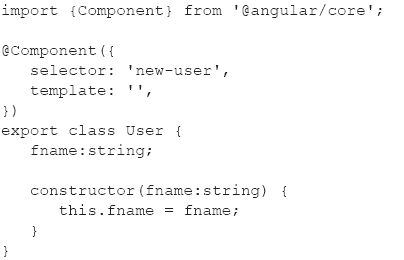 import {Component} from '@angular/core';

@Component({
   selector: 'new-user',
   template: '',
})
export class User {
   fname:string;

   constructor(fname:string) {
      this.fname = fname;
   }
}